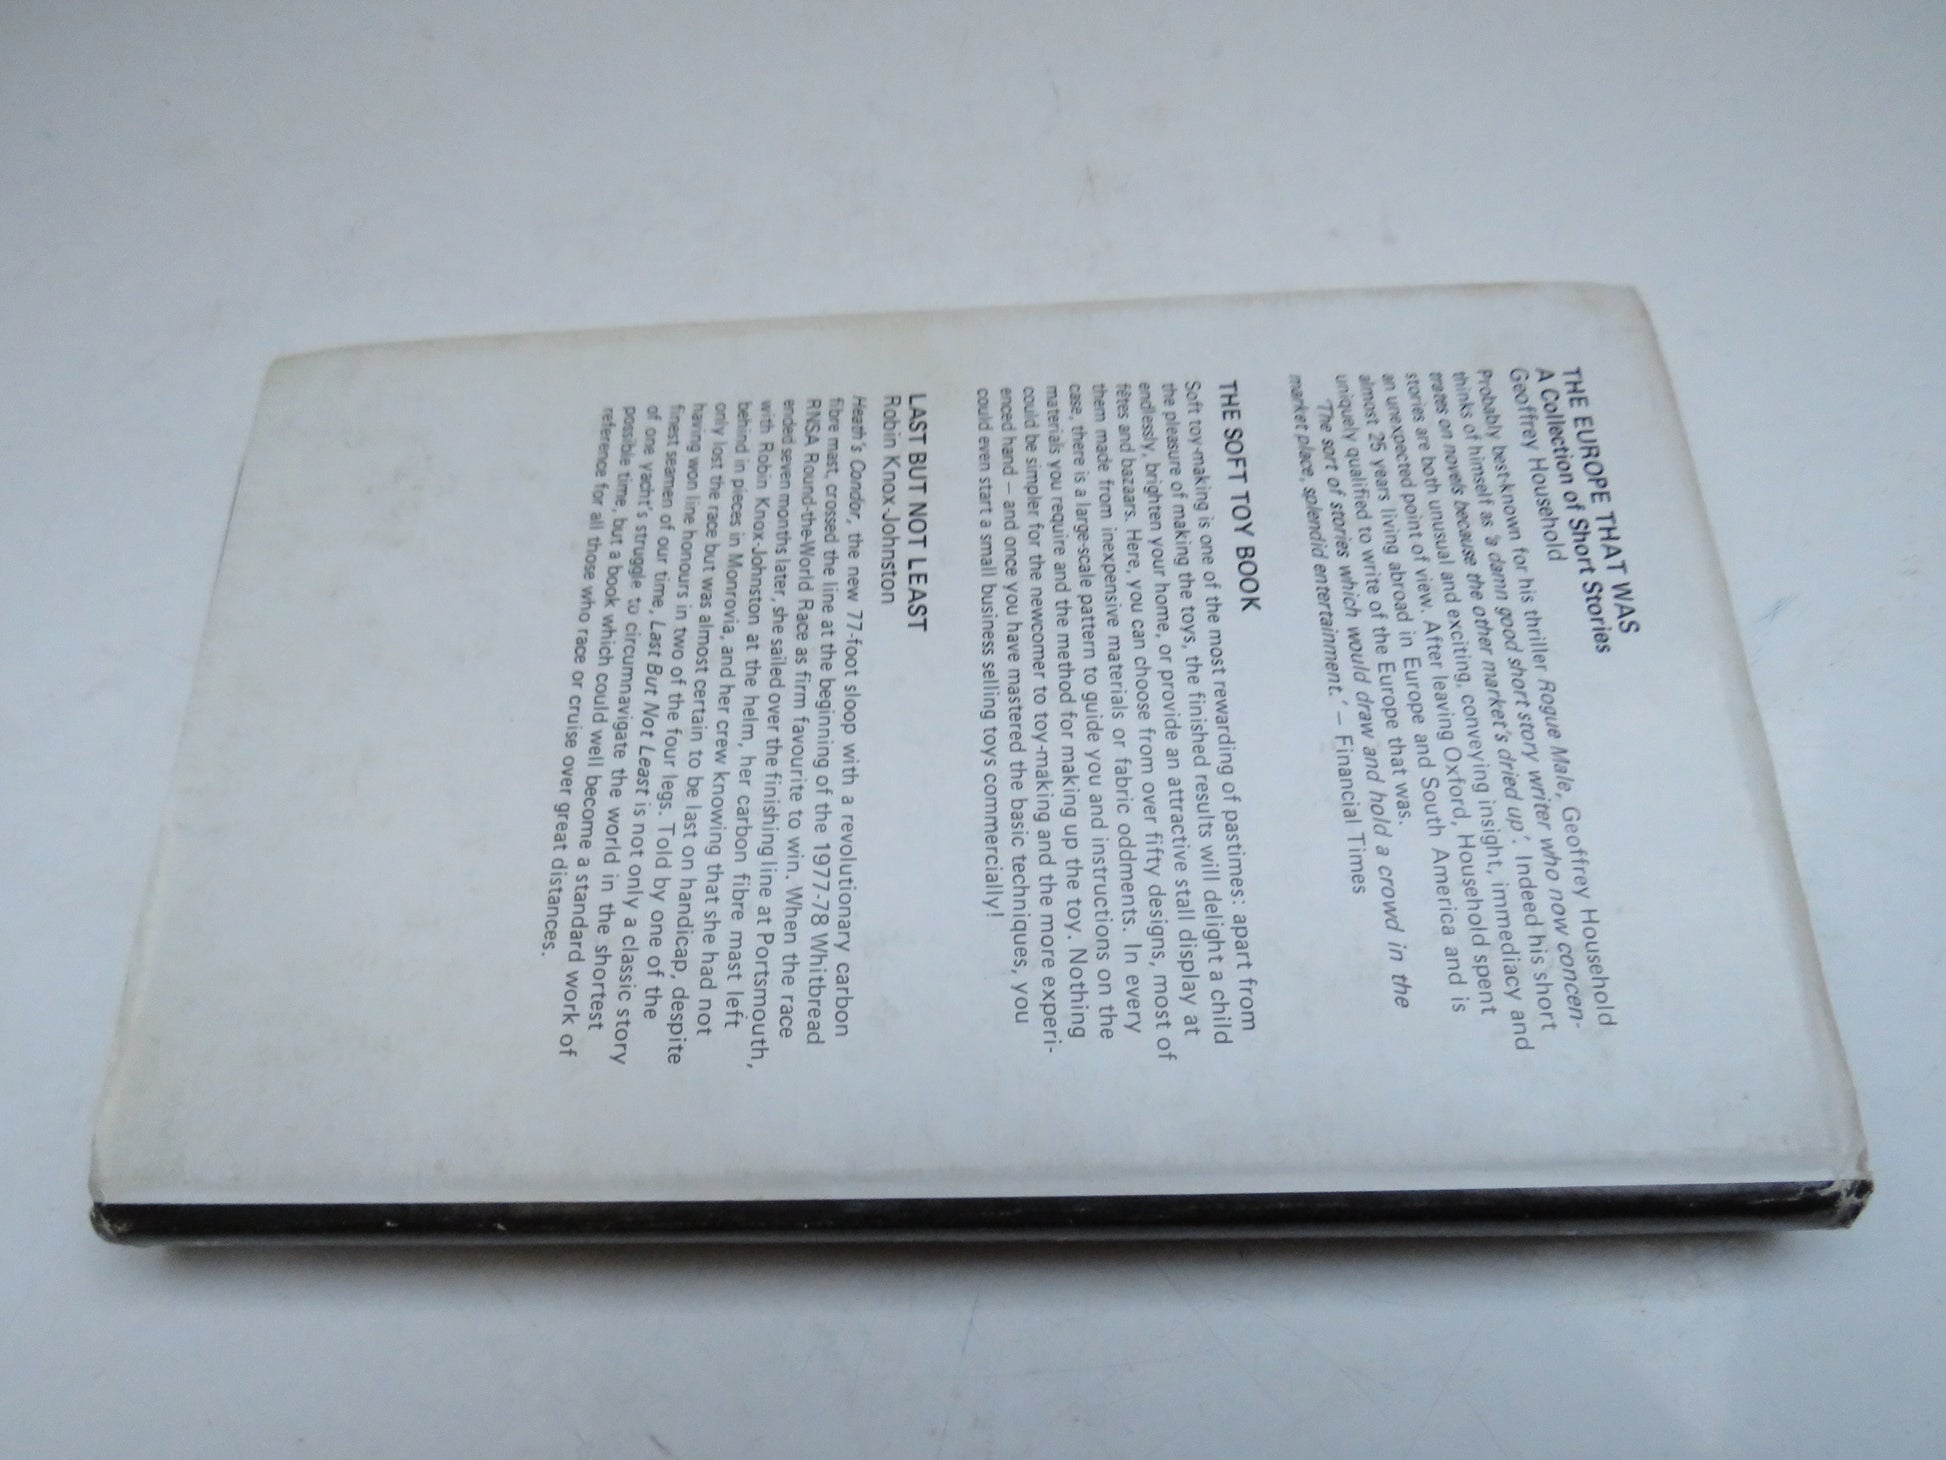 THE EUROPE THAT WAS
A Collection of Short Stories
Geoffrey Household
Probably best-known for his thriller Rogue Male, Geoffrey Household
thinks of himself as 'a damn good short story writer who now concen-
trates on novels because the other market's dried up'. Indeed his short
stories are both unusual and exciting, conveying insight, immediacy and
an unexpected point of view. After leaving Oxford, Household spent
almost 25 years living abroad in Europe and South America and is
uniquely qualified to write of the Europe that was.
'The sort of stories which would draw and hold a crowd in the
market place, splendid entertainment.' – Financial Times
THE SOFT TOY BOOK
Soft toy-making is one of the most rewarding of pastimes: apart from
the pleasure of making the toys, the finished results will delight a child
endlessly, brighten your home, or provide an attractive stall display at
fêtes and bazaars. Here, you can choose from over fifty designs, most of
them made from inexpensive materials or fabric oddments. In every
case, there is a large-scale pattern to guide you and instructions on the
materials you require and the method for making up the toy. Nothing
could be simpler for the newcomer to toy-making and the more experi-
enced hand – and once you have mastered the basic techniques, you
could even start a small business selling toys commercially!
LAST BUT NOT LEAST
Robin Knox-Johnston
Heath's Condor, the new 77-foot sloop with a revolutionary carbon
fibre mast, crossed the line at the beginning of the 1977-78 Whitbread
RNSA Round-the-World Race as firm favourite to win. When the race
ended seven months later, she sailed over the finishing line at Portsmouth,
with Robin Knox-Johnston at the helm, her carbon fibre mast left
behind in pieces in Monrovia, and her crew knowing that she had not
only lost the race but was almost certain to be last on handicap, despite
having won line honours in two of the four legs. Told by one of the
finest seamen of our time, Last But Not Least is not only a classic story
of one yacht's struggle to circumnavigate the world in the shortest
possible time, but a book which could well become a standard work of
reference for all those who race or cruise over great distances.